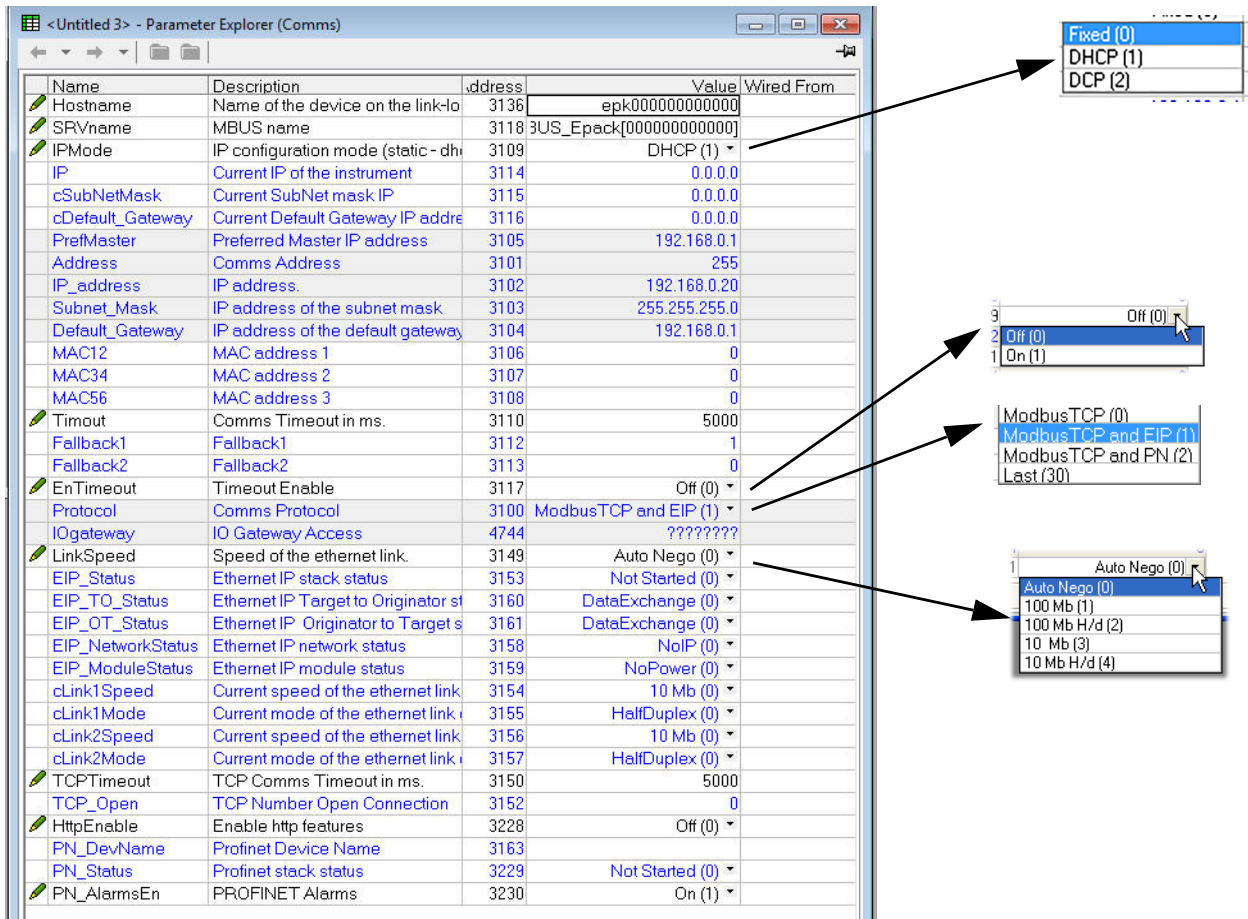 <Untitled 3> - Parameter Explorer (Comms)
Name Description ddress Value Wired From
Hostname Name of the device on the link-lo 3136 epk000000000000
SRVname MBUS name 3118 BUS_Epack[000000000000]
IPMode IP configuration mode (static - dh 3109 DHCP (1)
IP Current IP of the instrument 3114 0.0.0.0
cSubNetMask Current SubNet mask IP 3115 0.0.0.0
cDefault_Gateway Current Default Gateway IP addre 3116 0.0.0.0
PrefMaster Preferred Master IP address 3105 192.168.0.1
Address Comms Address 3101 255
IP_address IP address. 3102 192.168.0.20
Subnet_Mask IP address of the subnet mask 3103 255.255.255.0
Default_Gateway IP address of the default gateway 3104 192.168.0.1
MAC12 MAC address 1 3106 0
MAC34 MAC address 2 3107 0
MAC56 MAC address 3 3108 0
Timout Comms Timeout in ms. 3110 5000
Fallback1 Fallback1 3112 1
Fallback2 Fallback2 3113 0
EnTimeout Timeout Enable 3117 Off (0)
Protocol Comms Protocol 3100 ModbusTCP and EIP (1)
IOgateway IO Gateway Access 4744 ????????
LinkSpeed Speed of the ethernet link. 3149 Auto Nego (0)
EIP_Status Ethernet IP stack status 3153 Not Started (0)
EIP_TO_Status Ethernet IP Target to Originator st 3160 DataExchange (0)
EIP_OT_Status Ethernet IP Originator to Target s 3161 DataExchange (0)
EIP_NetworkStatus Ethernet IP network status 3158 NoIP (0)
EIP_ModuleStatus Ethernet IP module status 3159 NoPower (0)
cLink1Speed Current speed of the ethernet link 3154 10 Mb (0)
cLink1Mode Current mode of the ethernet link 3155 HalfDuplex (0)
cLink2Speed Current speed of the ethernet link 3156 10 Mb (0)
cLink2Mode Current mode of the ethernet link 3157 HalfDuplex (0)
TCPTimeout TCP Comms Timeout in ms. 3150 5000
TCP_Open TCP Number Open Connection 3152 0
HttpEnable Enable http features 3228 Off (0)
PN_DevName Profinet Device Name 3163
PN_Status Profinet stack status 3229 Not Started (0)
PN_AlarmsEn PROFINET Alarms 3230 On (1)
Fixed (0)
DHCP (1)
DCP (2)
9 Off (0)
2 Off (0)
1 On (1)
ModbusTCP (0)
ModbusTCP and EIP (1)
ModbusTCP and PN (2)
Last (30)
1 Auto Nego (0)
Auto Nego (0)
100 Mb (1)
100 Mb H/d (2)
10 Mb (3)
10 Mb H/d (4)